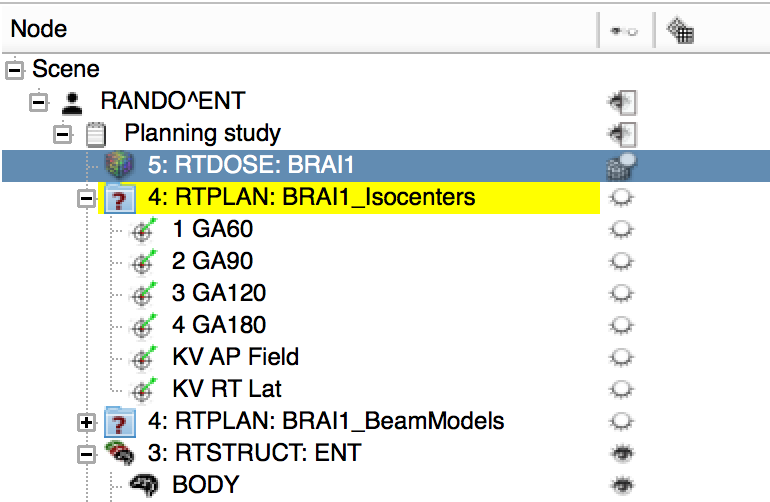 Node
Scene
RANDO^ENT
Planning study
5: RTDOSE: BRAI1
4: RTPLAN: BRAI1_Isocenters
1 GA60
2 GA90
3 GA120
4 GA180
KV AP Field
KV RT Lat
4: RTPLAN: BRAI1_BeamModels
3: RTSTRUCT: ENT
BODY